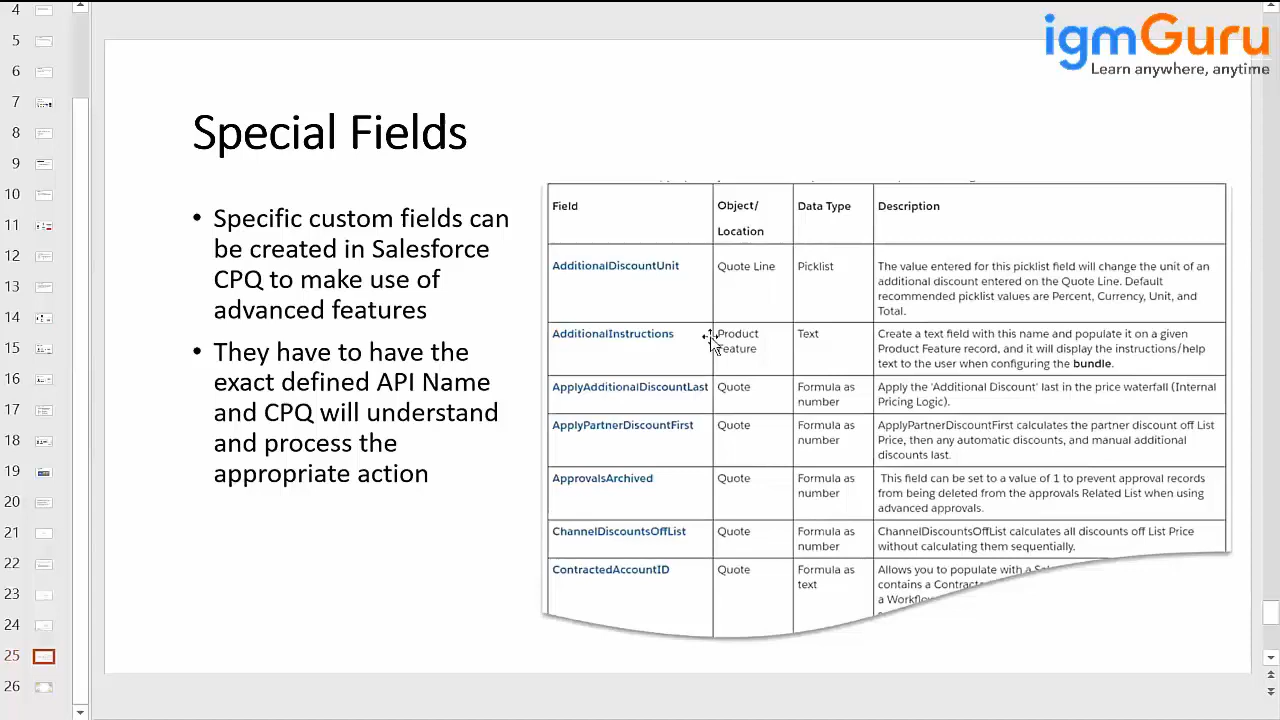 4
5
6
7
8
9
10
11
12
13
14
15
16
17
18
19
20
21
22
23
24
25
26
igmGuru
Learn anywhere, anytime
Special Fields
• Specific custom fields can
be created in Salesforce
CPQ to make use of
advanced features
• They have to have the
exact defined API Name
and CPQ will understand
and process the
appropriate action
Field Object/ Data Type Description
Location
AdditionalDiscountUnit Quote Line Picklist The value entered for this picklist field will change the unit of an
additional discount entered on the Quote Line. Default
recommended picklist values are Percent, Currency, Unit, and
Total.
AdditionalInstructions Product Text Create a text field with this name and populate it on a given
Feature Product Feature record, and it will display the instructions/help
text to the user when configuring the bundle.
ApplyAdditionalDiscountLast Quote Formula as Apply the 'Additional Discount' last in the price waterfall (Internal
number Pricing Logic).
ApplyPartnerDiscountFirst Quote Formula as ApplyPartnerDiscountFirst calculates the partner discount off List
number Price, then any automatic discounts, and manual additional
discounts last.
ApprovalsArchived Quote Formula as This field can be set to a value of 1 to prevent approval records
number from being deleted from the approvals Related List when using
advanced approvals.
ChannelDiscountsOffList Quote Formula as ChannelDiscountsOffList calculates all discounts off List Price
number without calculating them sequentially.
ContractedAccountID Quote Formula as Allows you to populate with a
text contains a
a